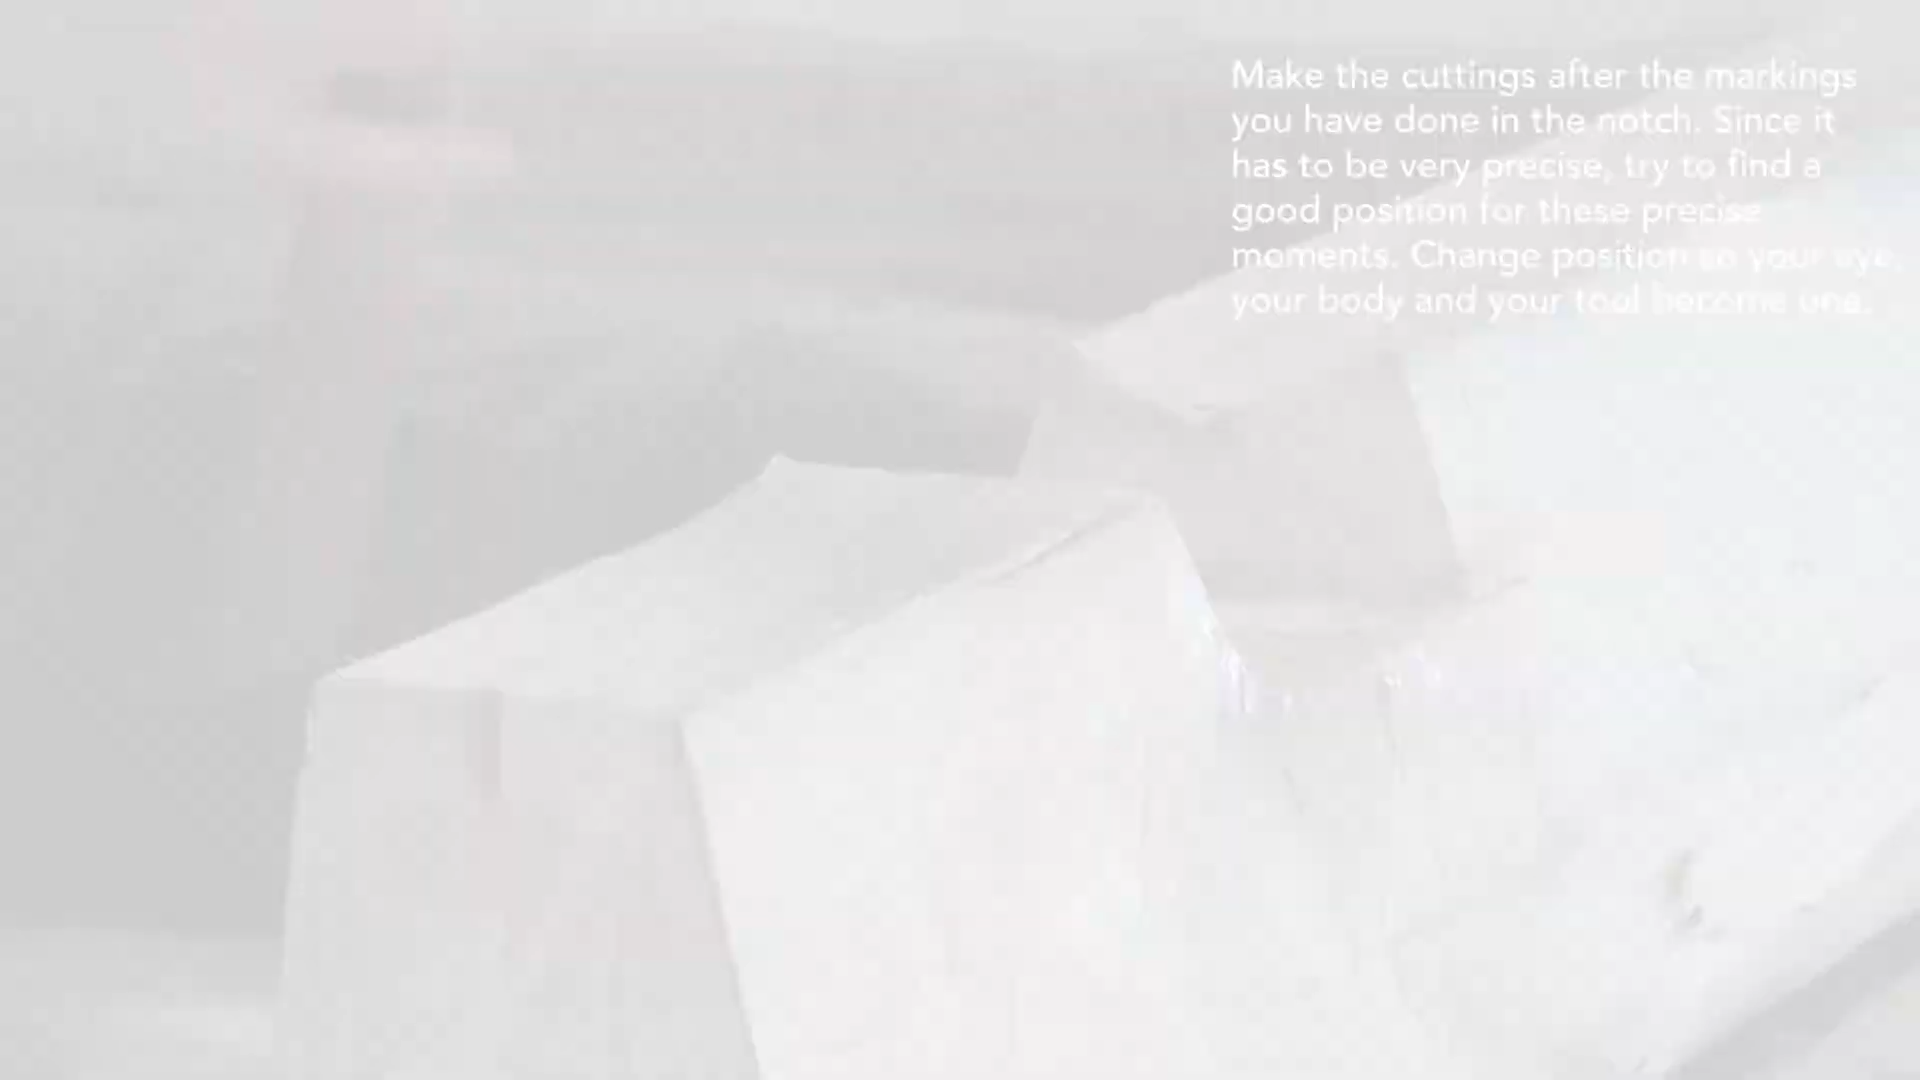 Make the cuttings after the markings
you have done in the notch. Since it
has to be very precise, try to find a
good position for these precise
moments. Change position so your eye,
your body and your tool become one.